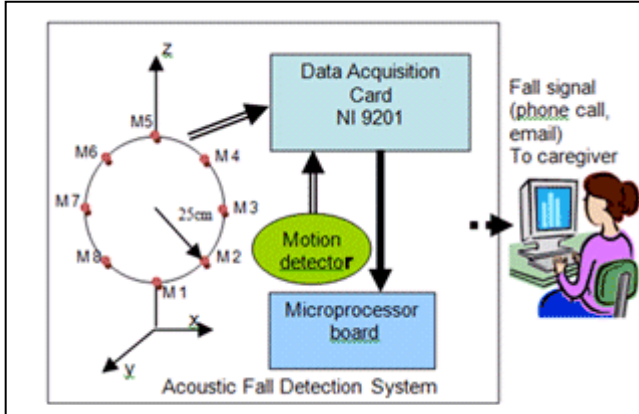 z
M5
M6
M4
M7
M3
25cm
M8
M2
M1
x
y
Data Acquisition
Card
NI 9201
Motion
detector
Microprocessor
board
Acoustic Fall Detection System
Fall signal
(phone call,
email)
To caregiver